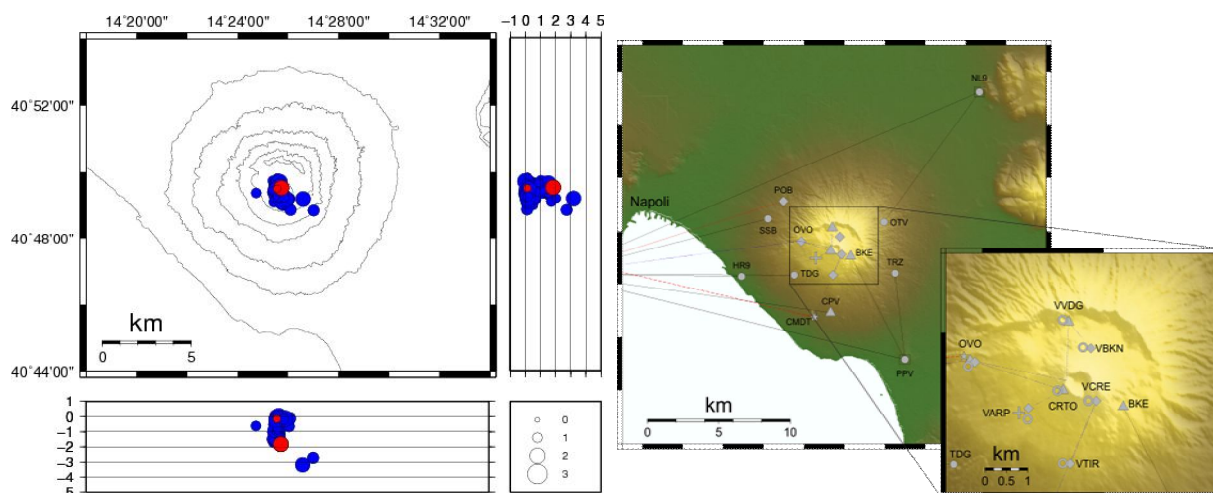 14°20'00" 14°24'00" 14°28'00" 14°32'00"
40°52'00"
40°48'00"
40°44'00"
km
0 5
−1 0 1 2 3 4 5
1
0
−1
−2
−3
−4
5
0
1
2
3
NL9
POB
Napoli
SSB
OVO
OTV
BKE
HR9
TDG
TRZ
CPV
CMDT
PPV
km
0 5 10
VVDG
OVO
VBKN
VCRE
CRTO
BKE
VARP
TDG
km
VTIR
0 0.5 1